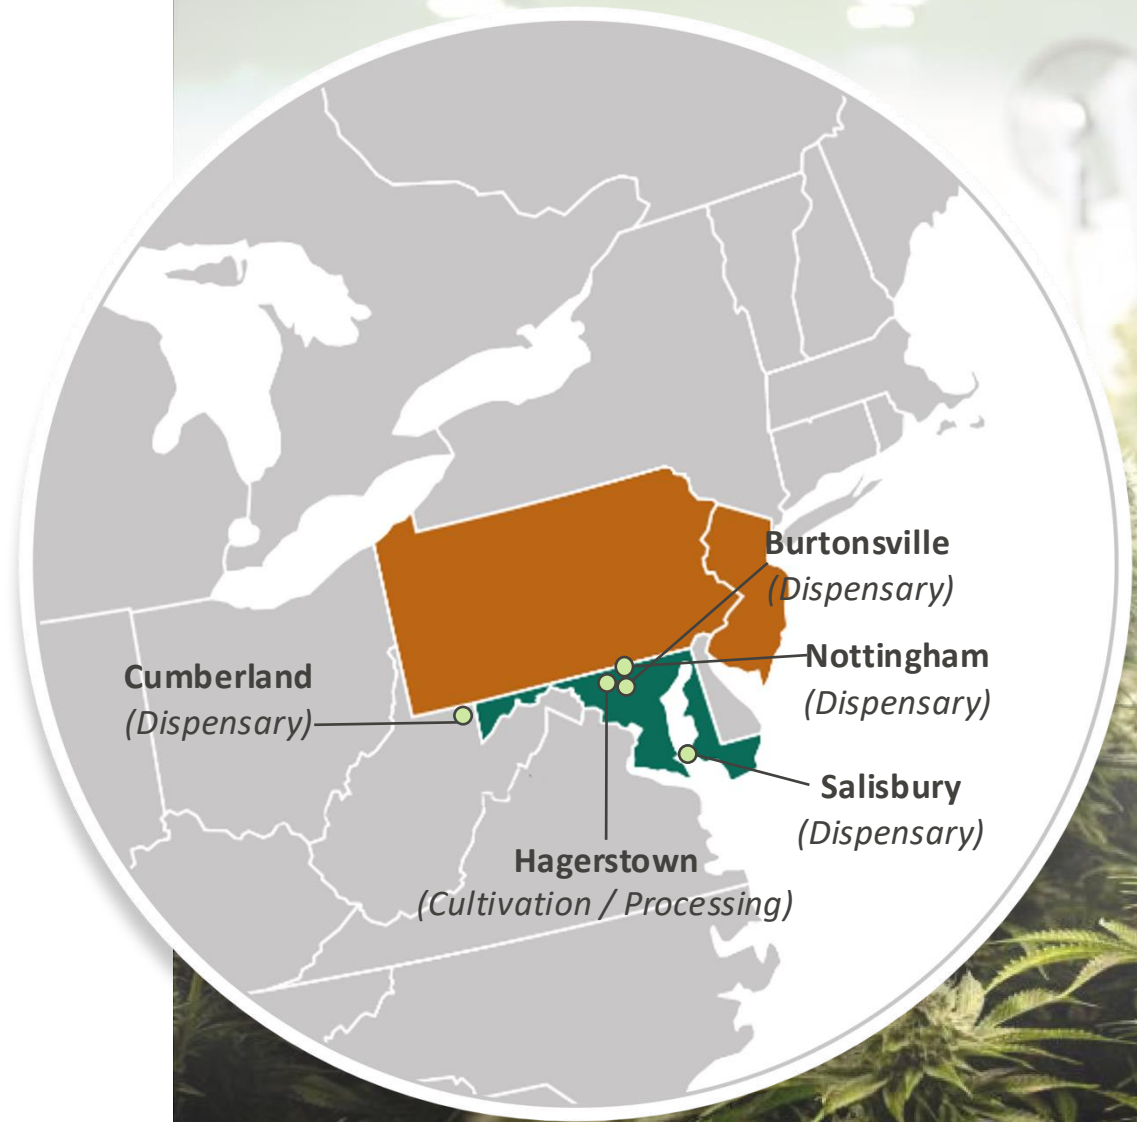 Burtonsville
(Dispensary)
Nottingham
(Dispensary)
Cumberland
(Dispensary)
Salisbury
(Dispensary)
Hagerstown
(Cultivation / Processing)